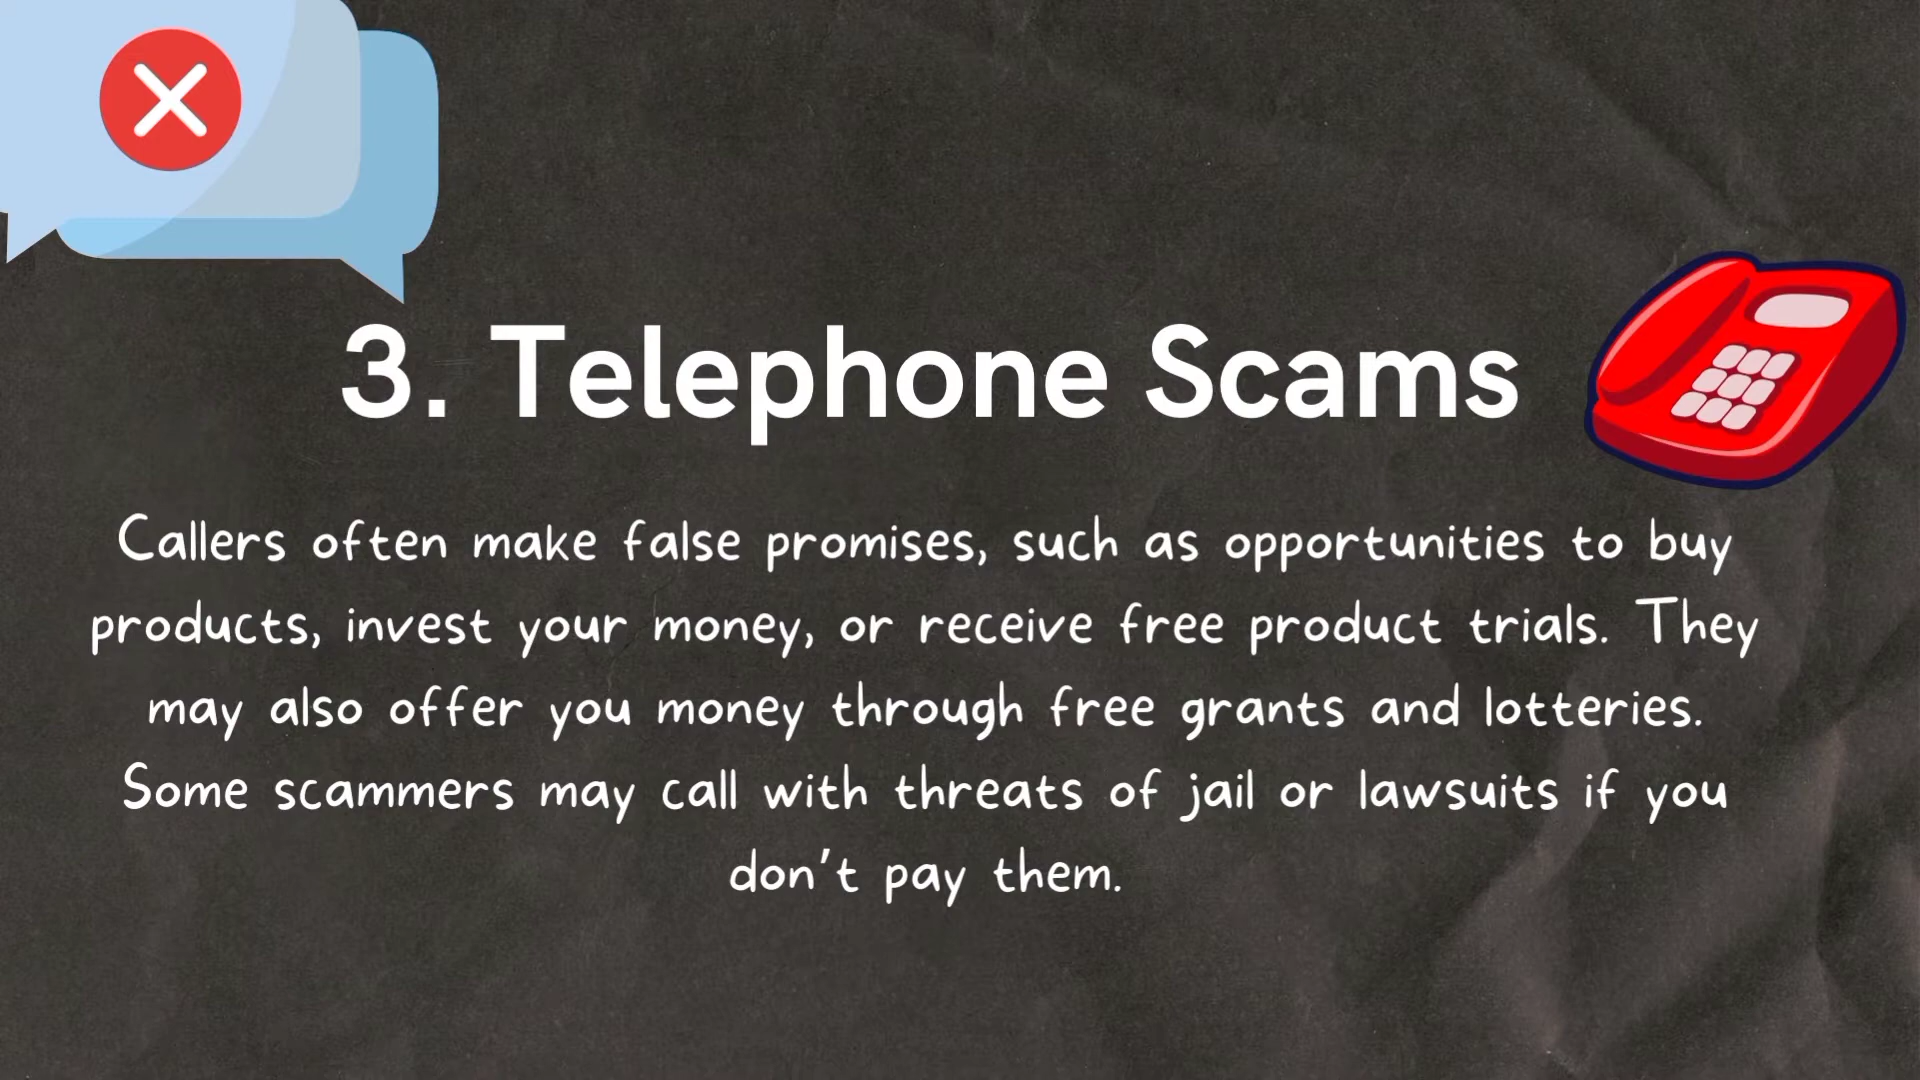 3. Telephone Scams
Callers often make false promises, such as opportunities to buy
products, invest your money, or receive free product trials. They
may also offer you money through free grants and lotteries.
Some scammers may call with threats of jail or lawsuits if you
don't pay them.